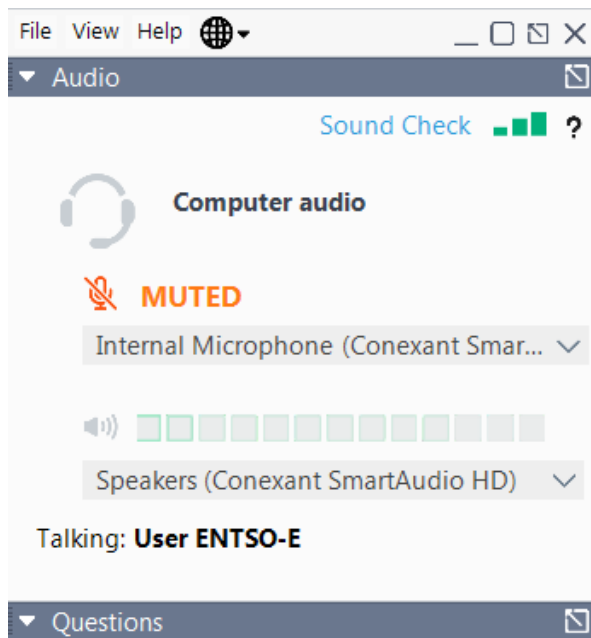 File View Help
Audio
Sound Check ?
Computer audio
MUTED
Internal Microphone (Conexant Smar...
Speakers (Conexant SmartAudio HD)
Talking: User ENTSO-E
Questions